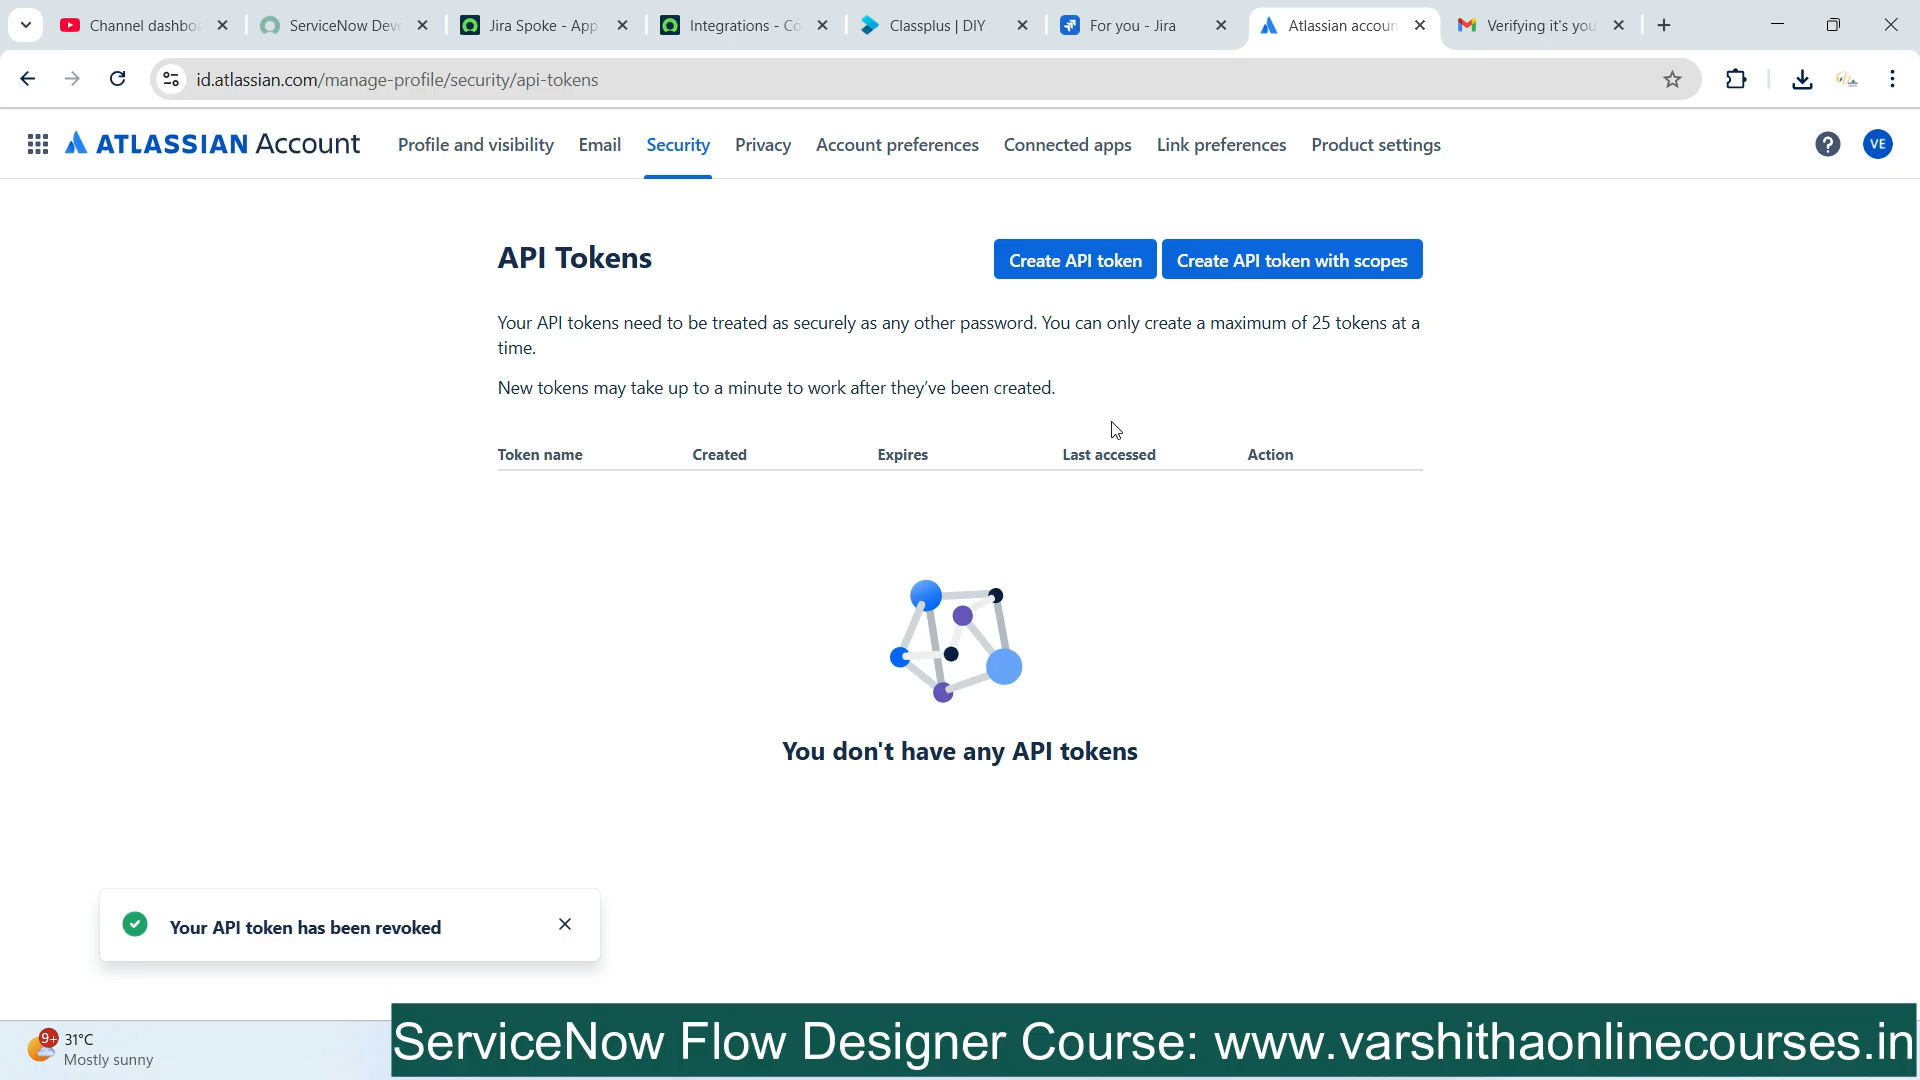 Channel dashboa
ServiceNow Deve
Jira Spoke - App
Integrations - Co
Classplus | DIY
For you - Jira
Atlassian accoun
Verifying it's you
id.atlassian.com/manage-profile/security/api-tokens
ATLASSIAN Account
Profile and visibility
Email
Security
Privacy
Account preferences
Connected apps
Link preferences
Product settings
?
VE
API Tokens
Create API token
Create API token with scopes
Your API tokens need to be treated as securely as any other password. You can only create a maximum of 25 tokens at a
time.
New tokens may take up to a minute to work after they've been created.
Token name
Created
Expires
Last accessed
Action
You don't have any API tokens
Your API token has been revoked
9+
31°C
Mostly sunny
ServiceNow Flow Designer Course: www.varshithaonlinecourses.in